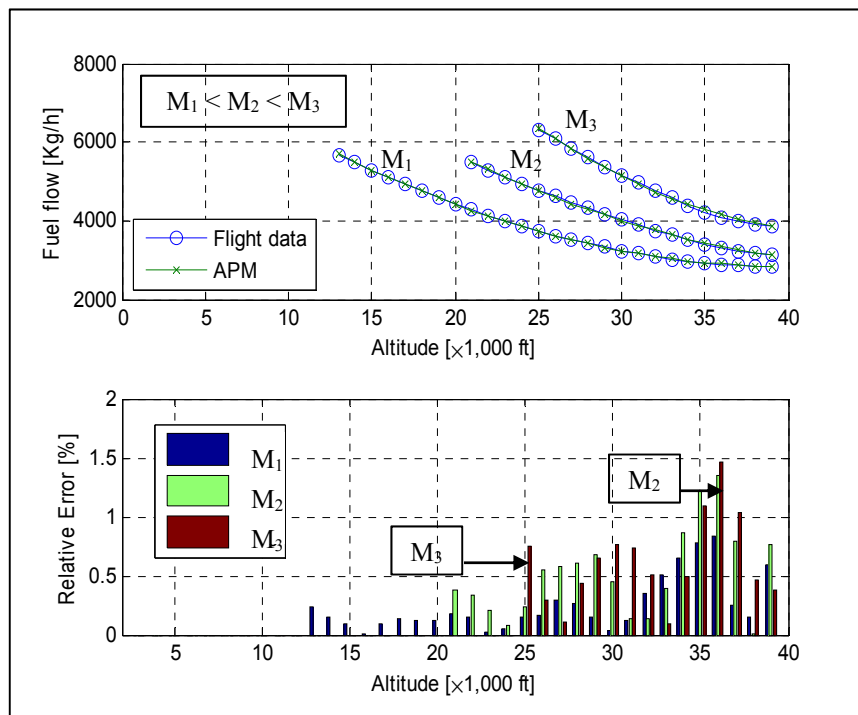 8000
6000
4000
2000
Fuel flow [Kg/h]
M₁ < M₂ < M₃
M₁
M₂
M₃
Flight data
APM
0 5 10 15 20 25 30 35 40
Altitude [×1,000 ft]
2
1.5
1
0.5
0
Relative Error [%]
M₁
M₂
M₃
M₃
M₂
5 10 15 20 25 30 35 40
Altitude [×1,000 ft]